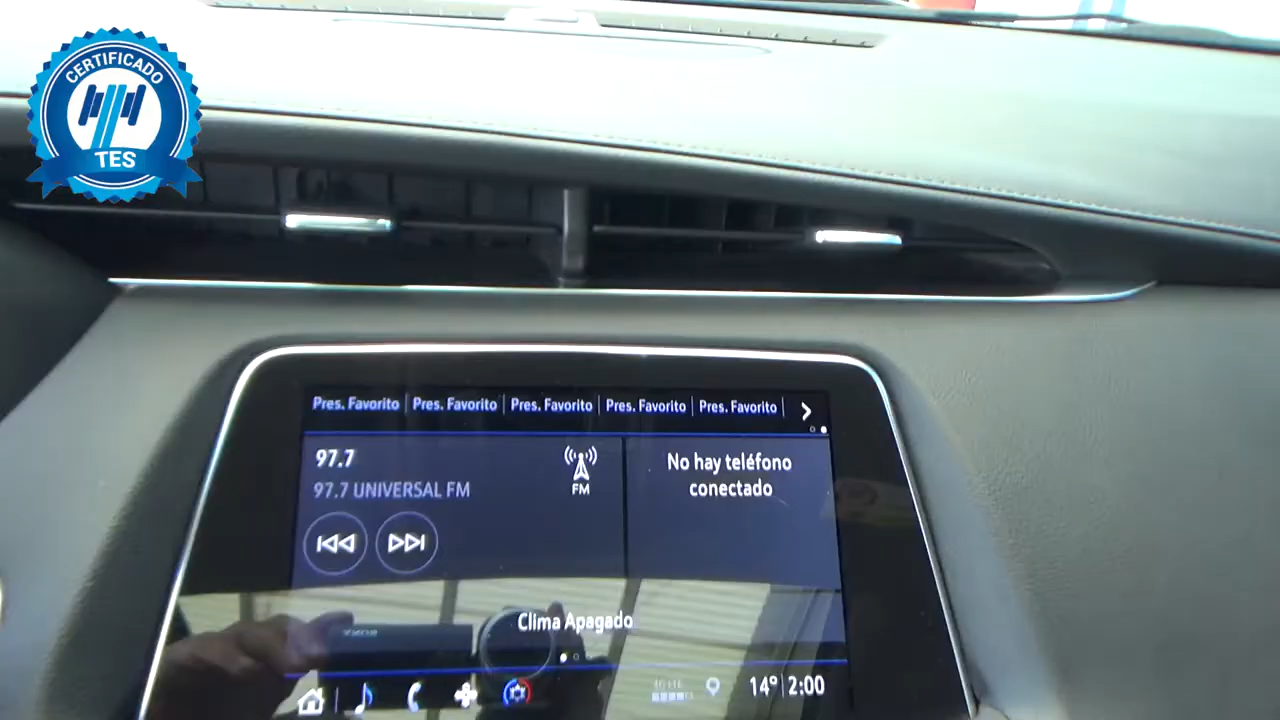 CERTIFICADO
TES
Pres. Favorito Pres. Favorito Pres. Favorito Pres. Favorito Pres. Favorito
97.7
97.7 UNIVERSAL FM
FM
No hay teléfono
conectado
Clima Apagado
14° 2:00